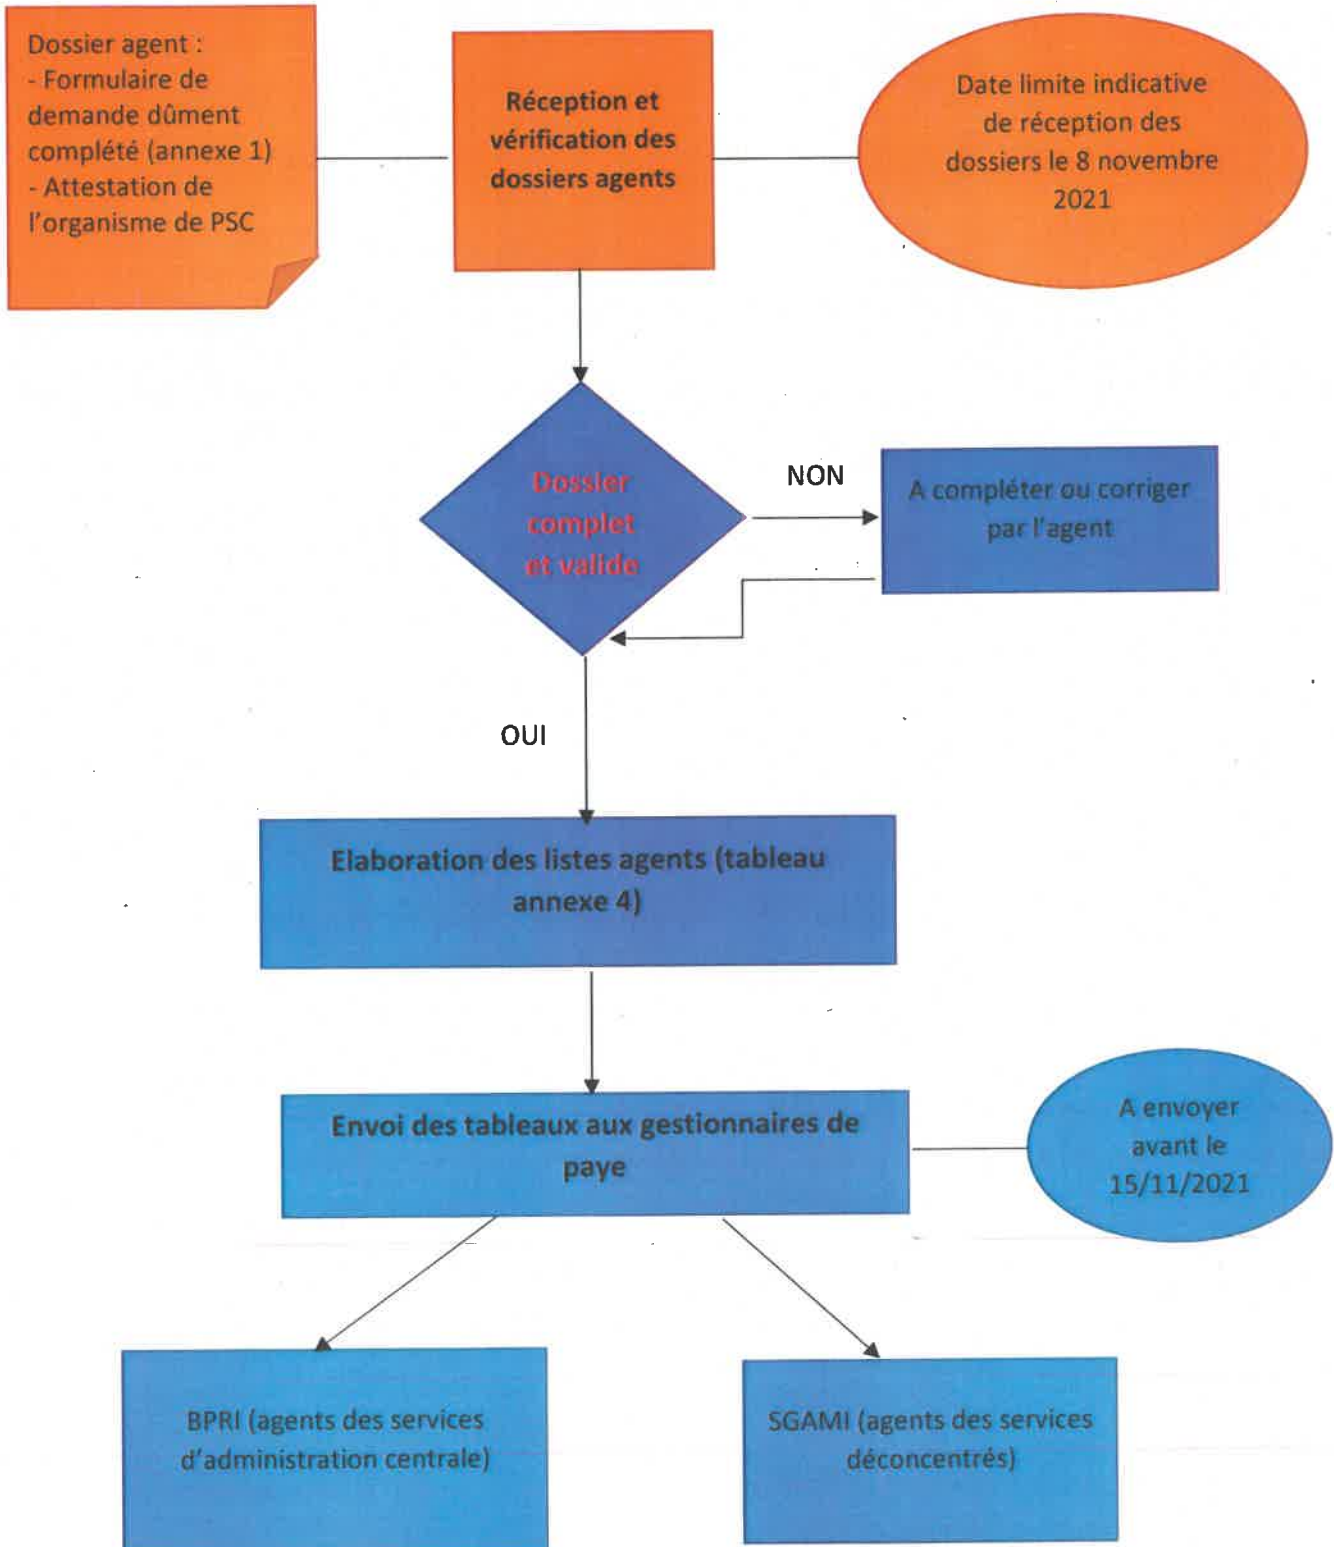 Dossier agent :
- Formulaire de
demande dûment
complété (annexe 1)
- Attestation de
l'organisme de PSC
Réception et
vérification des
dossiers agents
Date limite indicative
de réception des
dossiers le 8 novembre
2021
Dossier
complet
et valide
NON
A compléter ou corriger
par l'agent
OUI
Elaboration des listes agents (tableau
annexe 4)
Envoi des tableaux aux gestionnaires de
paye
A envoyer
avant le
15/11/2021
BPRI (agents des services
d'administration centrale)
SGAMI (agents des services
déconcentrés)